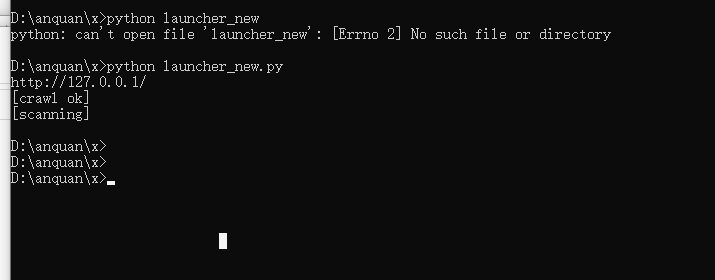 D:\anquan\x>python launcher_new
python: can't open file 'launcher_new': [Errno 2] No such file or directory
D:\anquan\x>python launcher_new.py
http://127.0.0.1/
[crawl ok]
[scanning]
D:\anquan\x>
D:\anquan\x>
D:\anquan\x>